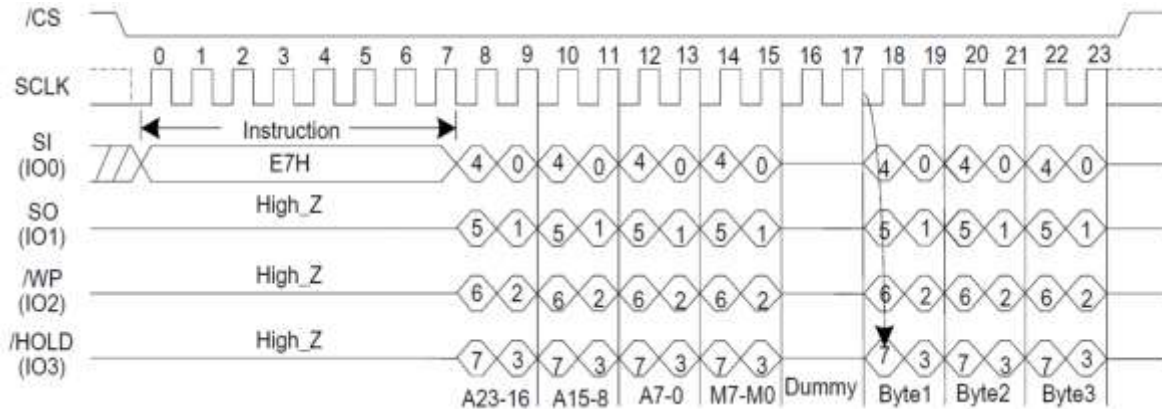 /CS
0 1 2 3 4 5 6 7 8 9 10 11 12 13 14 15 16 17 18 19 20 21 22 23
SCLK
Instruction
SI
(IO0)
E7H
4 0 4 0 4 0 4 0 4 0 4 0 4 0
SO
(IO1)
High_Z
5 1 5 1 5 1 5 1 5 1 5 1 5 1
/WP
(IO2)
High_Z
6 2 6 2 6 2 6 2 6 2 6 2 6 2
/HOLD
(IO3)
High_Z
7 3 7 3 7 3 7 3 7 3 7 3 7 3
A23-16 A15-8 A7-0 M7-M0 Dummy Byte1 Byte2 Byte3